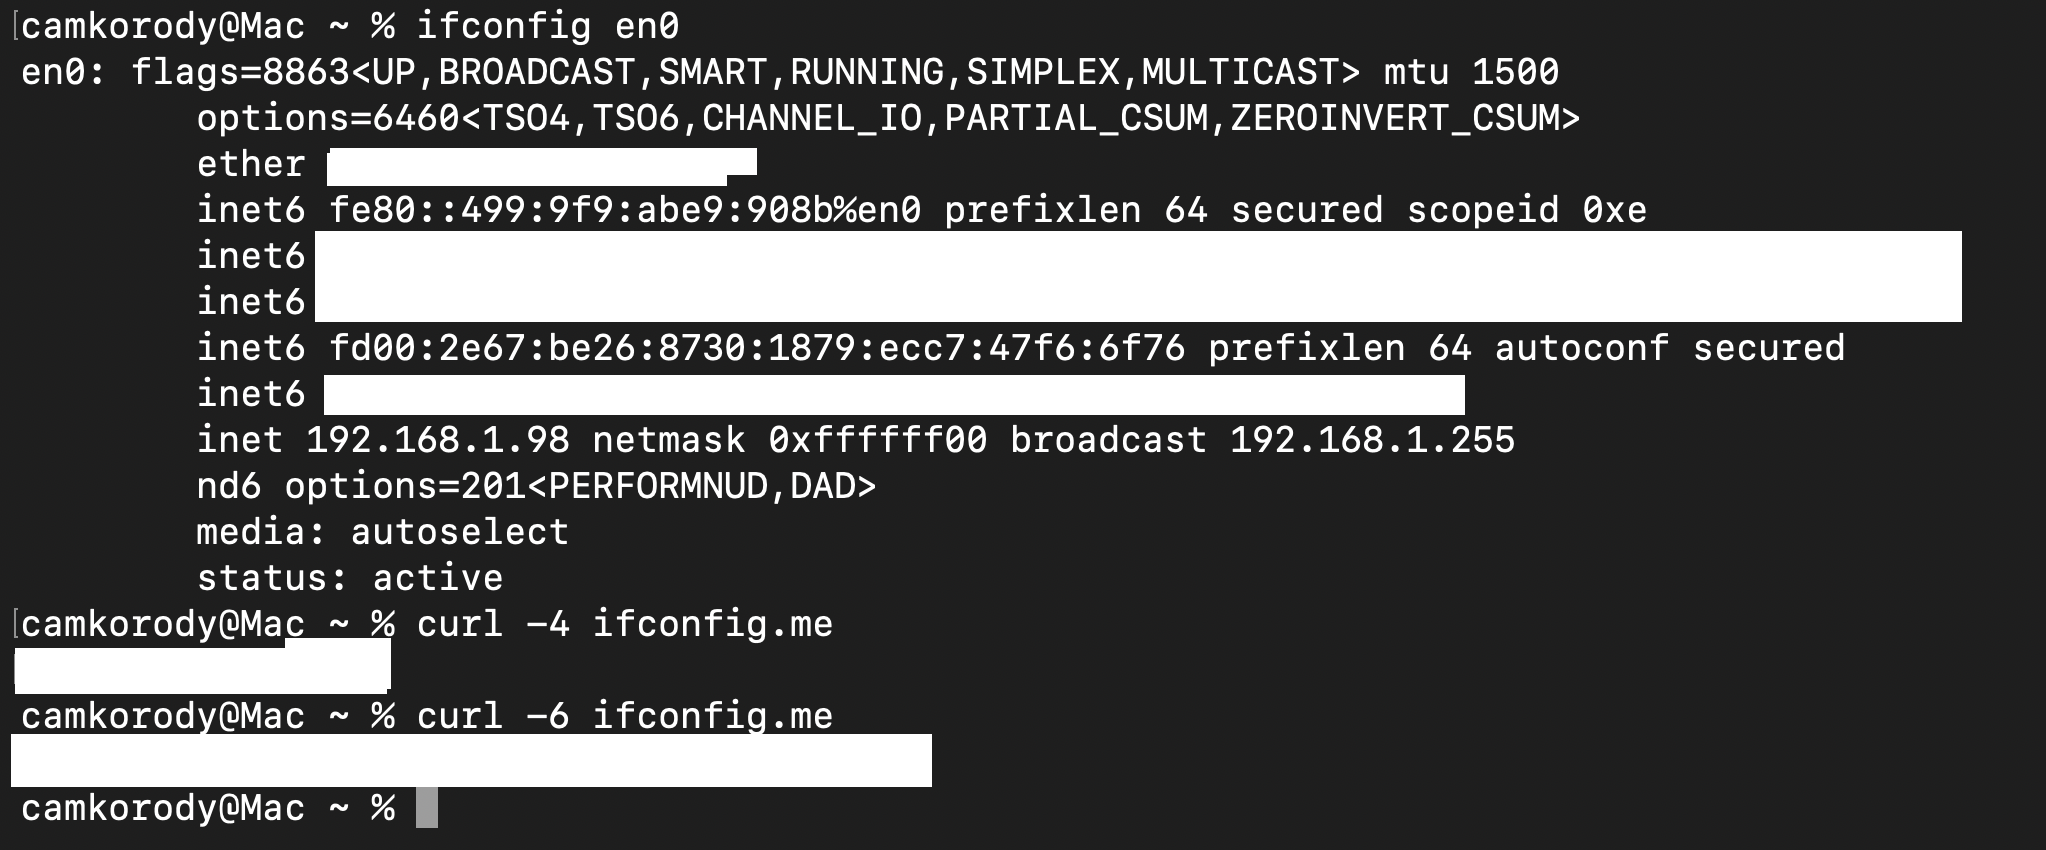 camkorody@Mac ~ % ifconfig en0
en0: flags=8863<UP,BROADCAST,SMART,RUNNING,SIMPLEX,MULTICAST> mtu 1500
options=6460<TSO4,TSO6,CHANNEL_IO,PARTIAL_CSUM,ZEROINVERT_CSUM>
ether
inet6 fe80::499:9f9:abe9:908b%en0 prefixlen 64 secured scopeid 0xe
inet6
inet6
inet6 fd00:2e67:be26:8730:1879:ecc7:47f6:6f76 prefixlen 64 autoconf secured
inet6
inet 192.168.1.98 netmask 0xffffff00 broadcast 192.168.1.255
nd6 options=201<PERFORMNUD,DAD>
media: autoselect
status: active
camkorody@Mac ~ % curl -4 ifconfig.me
camkorody@Mac ~ % curl -6 ifconfig.me
camkorody@Mac ~ %